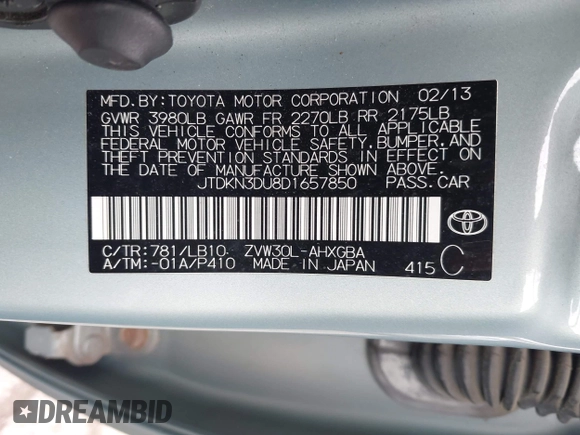 MFD.BY:TOYOTA MOTOR CORPORATION 02/13
GVWR 3980LB GAWR FR 2270LB RR 2175LB
THIS VEHICLE CONFORMS TO ALL APPLICABLE
FEDERAL MOTOR VEHICLE SAFETY, BUMPER, AND
THEFT PREVENTION STANDARDS IN EFFECT ON
THE DATE OF MANUFACTURE SHOWN ABOVE.
JTDKN3DU8D1657850 PASS.CAR
C/TR:781/LB10 ZVW30L-AHXGBA
A/TM:-01A/P410 MADE IN JAPAN 415 C
DREAMBID